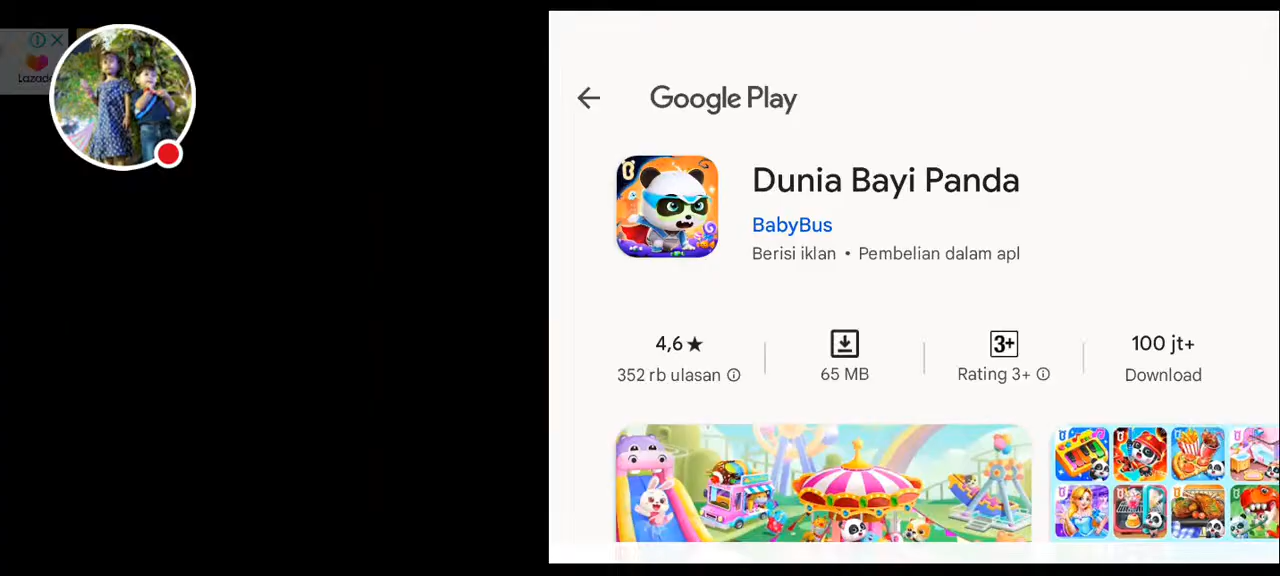 Lazada
Google Play
Dunia Bayi Panda
BabyBus
Berisi iklan • Pembelian dalam apl
4,6★
352 rb ulasan
65 MB
3+
Rating 3+
100 jt+
Download